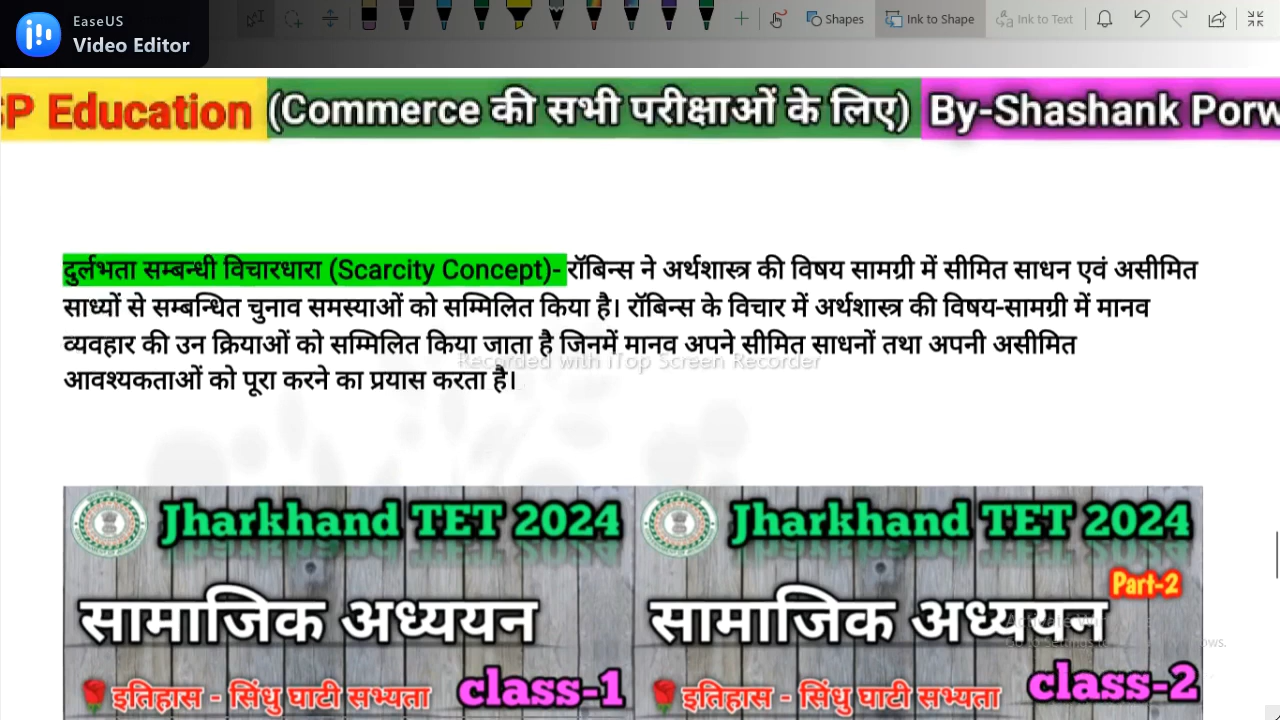 EaseUS
Video Editor
Shapes
Ink to Shape
Ink to Text
SP Education (Commerce की सभी परीक्षाओं के लिए) By-Shashank Porw
दुर्लभता सम्बन्धी विचारधारा (Scarcity Concept)- रॉबिन्स ने अर्थशास्त्र की विषय सामग्री में सीमित साधन एवं असीमित
साध्यों से सम्बन्धित चुनाव समस्याओं को सम्मिलित किया है। रॉबिन्स के विचार में अर्थशास्त्र की विषय-सामग्री में मानव
व्यवहार की उन क्रियाओं को सम्मिलित किया जाता है जिनमें मानव अपने सीमित साधनों तथा अपनी असीमित
Recorded with iTop Screen Recorder
आवश्यकताओं को पूरा करने का प्रयास करता है।
Jharkhand TET 2024
सामाजिक अध्ययन
इतिहास - सिंधु घाटी सभ्यता
class-1
Jharkhand TET 2024
Part-2
सामाजिक अध्ययन
इतिहास - सिंधु घाटी सभ्यता
class-2